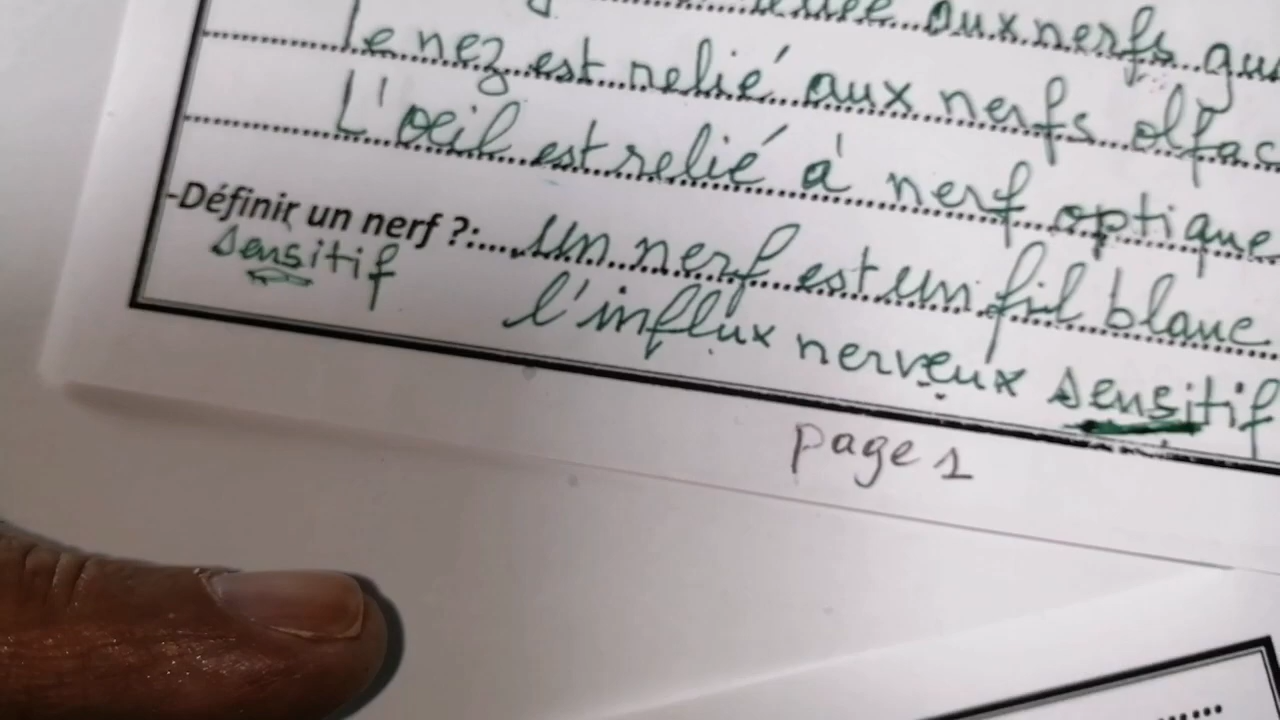 aux nerfs gus
le nez est relié aux nerfs olfac
L'oeil est relié à nerf optique
-Définir un nerf ?:....Un nerf est un fil blanc
sensitif
l'influx nerveux sensitif
page 1